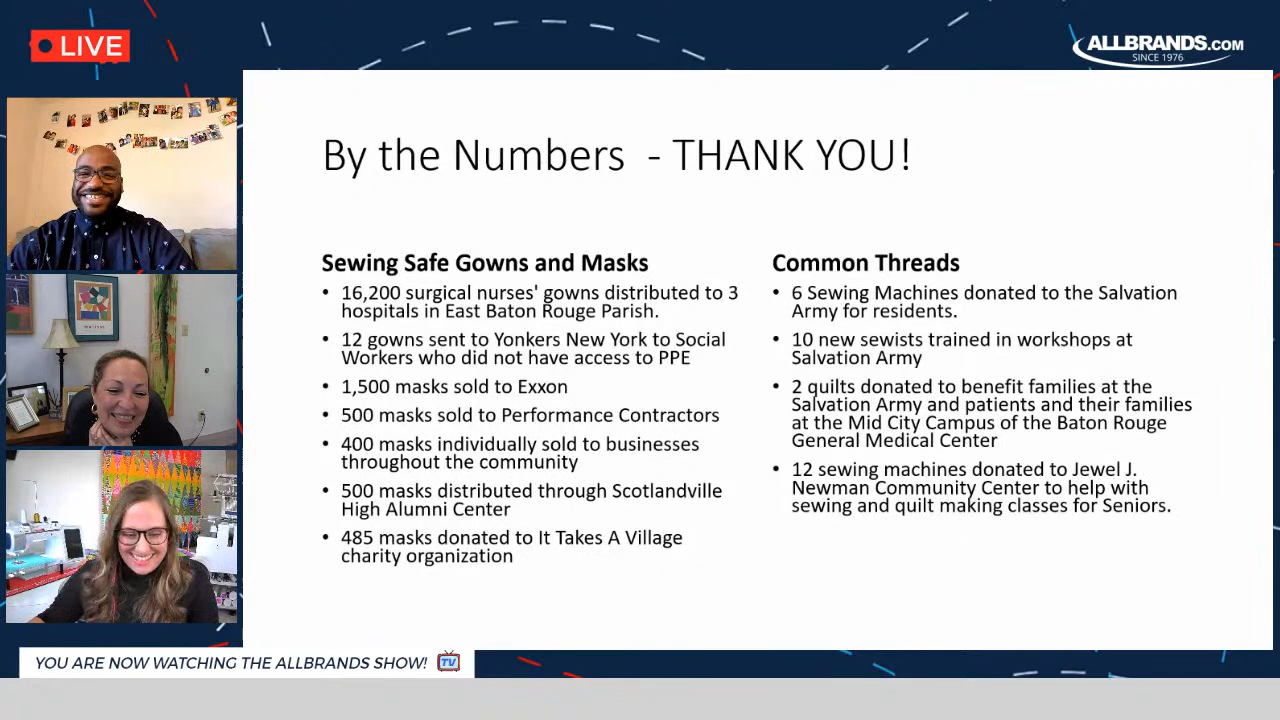 LIVE
ALLBRANDS.COM
SINCE 1976
By the Numbers - THANK YOU!
Sewing Safe Gowns and Masks
• 16,200 surgical nurses' gowns distributed to 3
hospitals in East Baton Rouge Parish.
• 12 gowns sent to Yonkers New York to Social
Workers who did not have access to PPE
• 1,500 masks sold to Exxon
• 500 masks sold to Performance Contractors
• 400 masks individually sold to businesses
throughout the community
• 500 masks distributed through Scotlandville
High Alumni Center
• 485 masks donated to It Takes A Village
charity organization
Common Threads
• 6 Sewing Machines donated to the Salvation
Army for residents.
• 10 new sewists trained in workshops at
Salvation Army
• 2 quilts donated to benefit families at the
Salvation Army and patients and their families
at the Mid City Campus of the Baton Rouge
General Medical Center
• 12 sewing machines donated to Jewel J.
Newman Community Center to help with
sewing and quilt making classes for Seniors.
YOU ARE NOW WATCHING THE ALLBRANDS SHOW!
TV